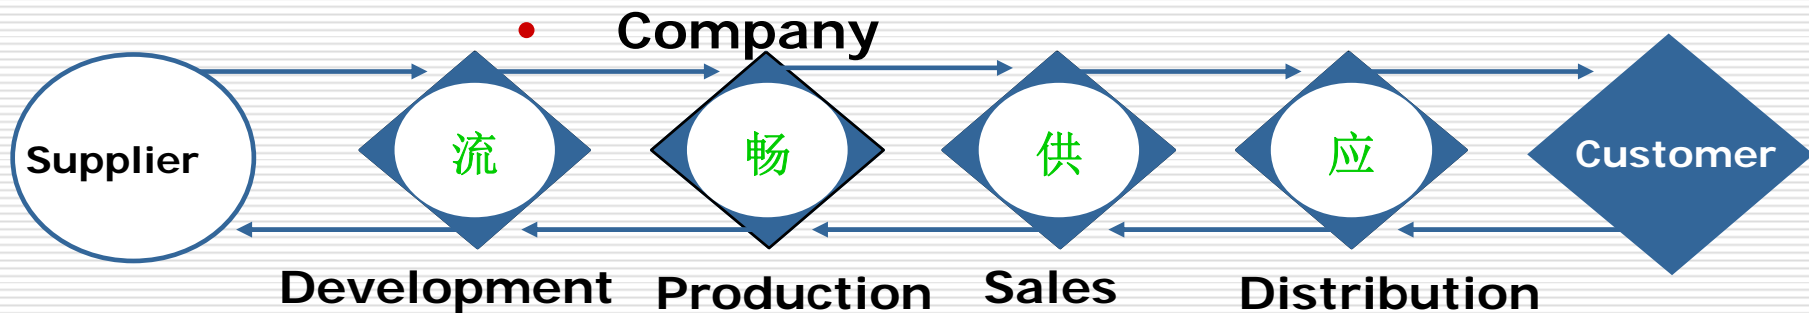 • Company
Supplier 流 畅 供 应 Customer
Development Production Sales Distribution